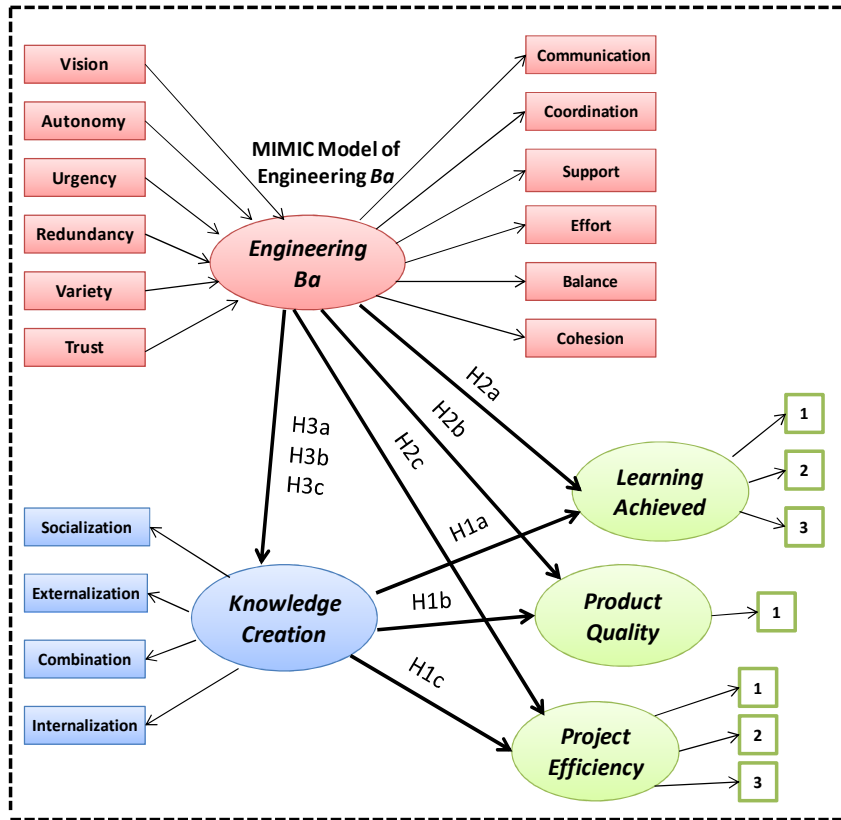 Vision
Autonomy
Urgency
Redundancy
Variety
Trust
MIMIC Model of
Engineering Ba
Engineering
Ba
Communication
Coordination
Support
Effort
Balance
Cohesion
H3a
H3b
H3c
H2a
H2b
H2c
H1a
H1b
H1c
Socialization
Externalization
Combination
Internalization
Knowledge
Creation
Learning
Achieved
1
2
3
Product
Quality
1
Project
Efficiency
1
2
3